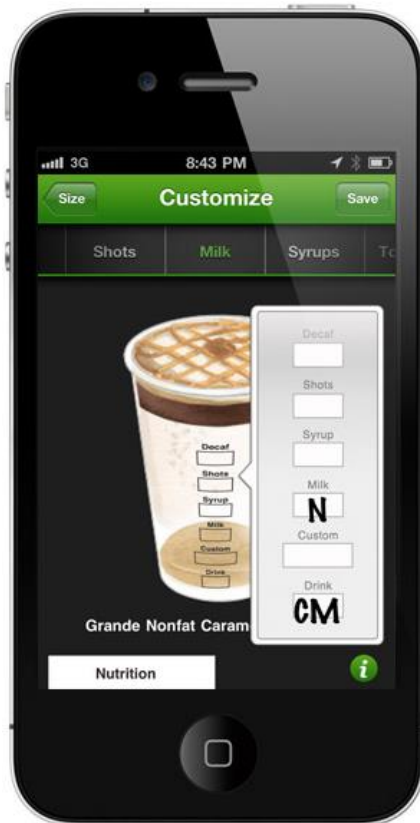 3G 8:43 PM
Size Customize Save
Shots Milk Syrups
Decaf
Shots
Syrup
Milk
Custom
Drink
Decaf
Shots
Syrup
Milk
N
Custom
Drink
CM
Grande Nonfat Caram
Nutrition
i